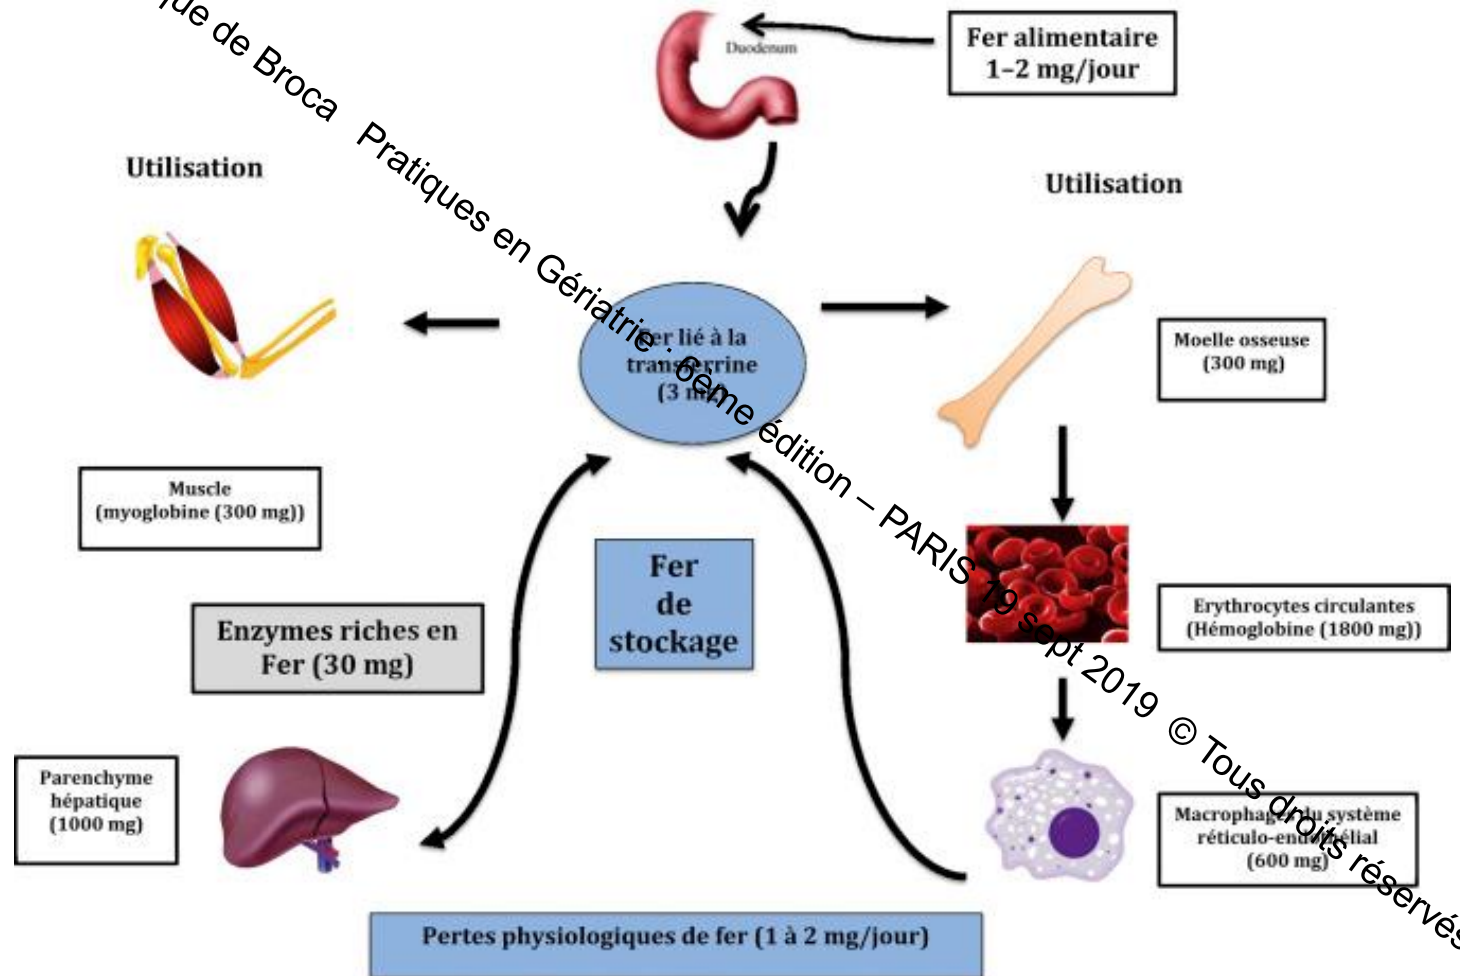 que de Broca   Pratiques en Gériatrie : 6ème édition – PARIS 19 sept 2019  © Tous droits réservés
Duodenum
Fer alimentaire
1–2 mg/jour
Utilisation
Utilisation
Fer lié à la
transferrine
(3 mg)
Moelle osseuse
(300 mg)
Muscle
(myoglobine (300 mg))
Fer
de
stockage
Enzymes riches en
Fer (30 mg)
Erythrocytes circulantes
(Hémoglobine (1800 mg))
Parenchyme
hépatique
(1000 mg)
Macrophages du système
réticulo-endothélial
(600 mg)
Pertes physiologiques de fer (1 à 2 mg/jour)